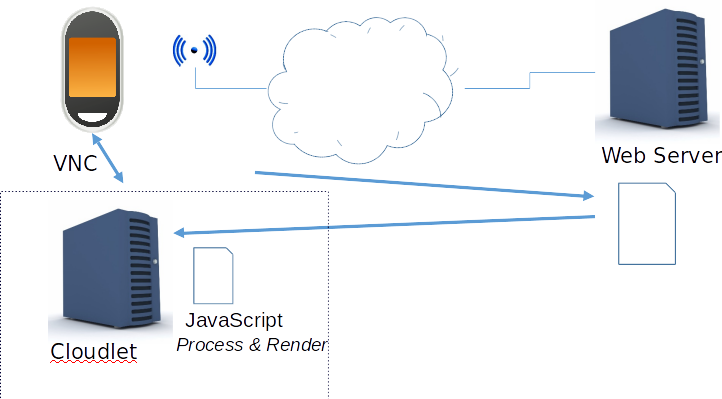 VNC
Web Server
JavaScript
Process & Render
Cloudlet